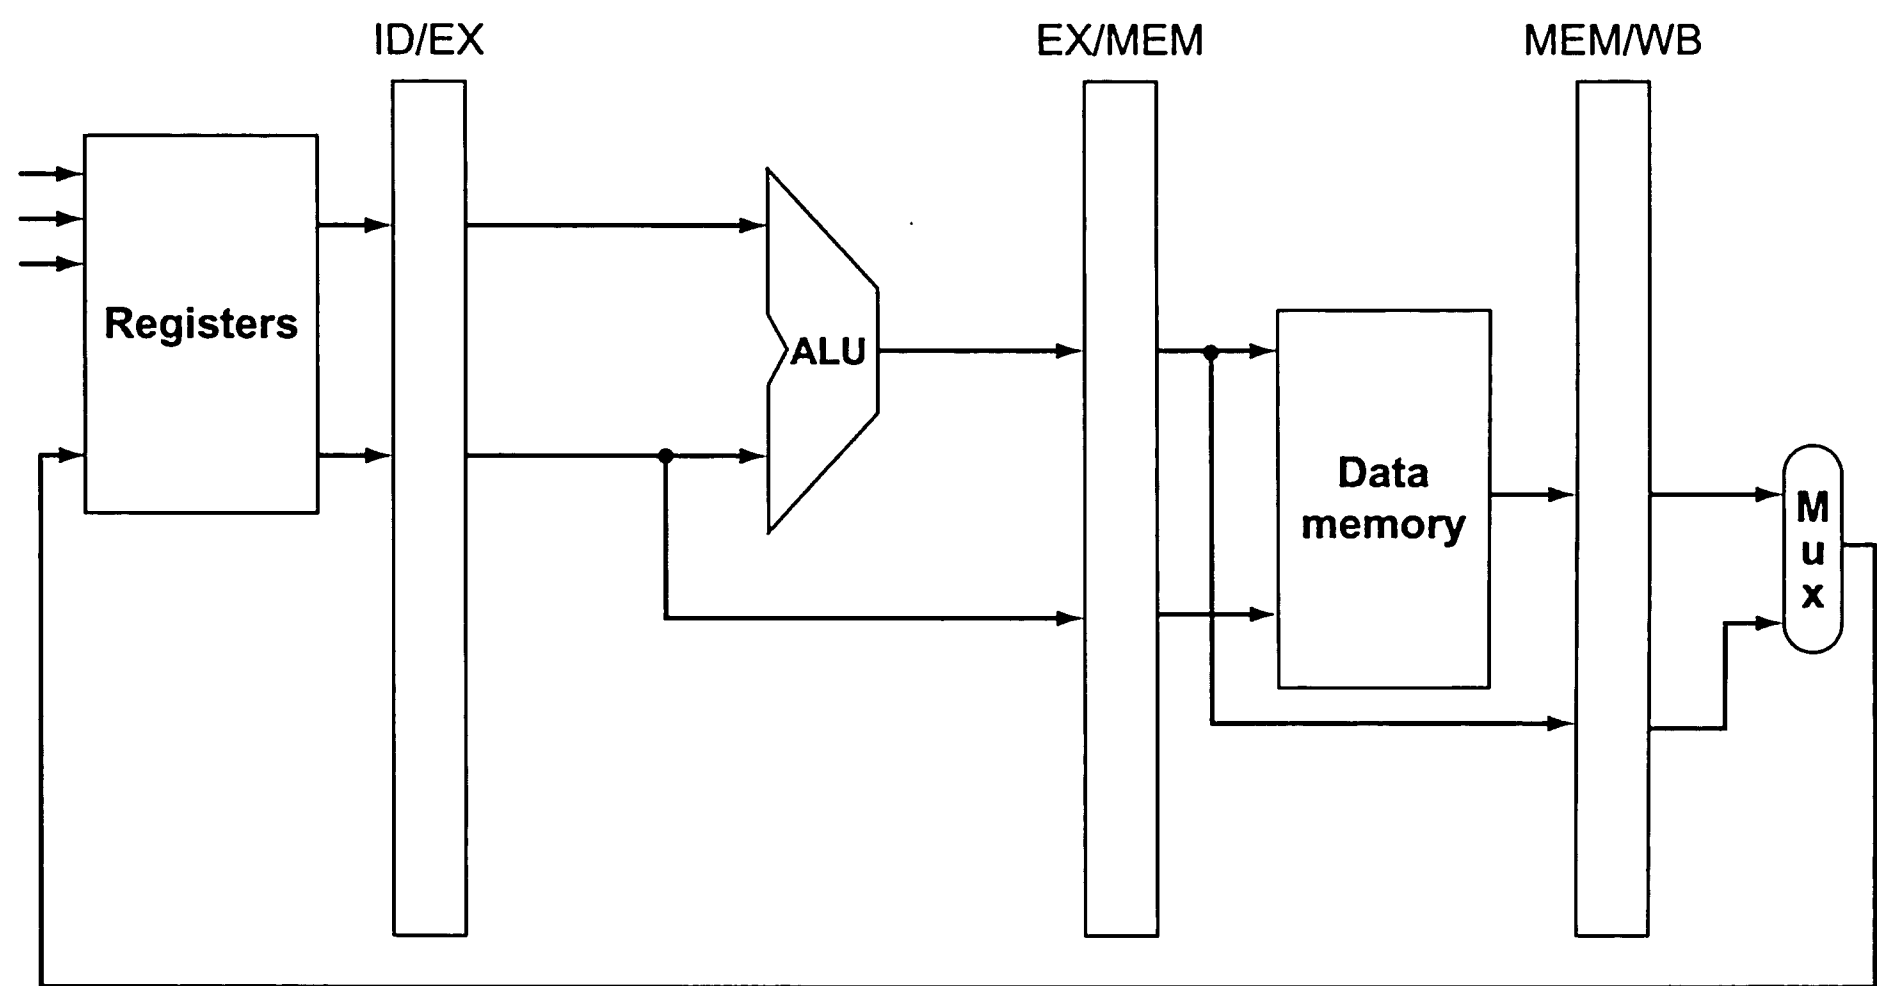 ID/EX
EX/MEM
MEM/WB
Registers
ALU
Data
memory
M
u
x